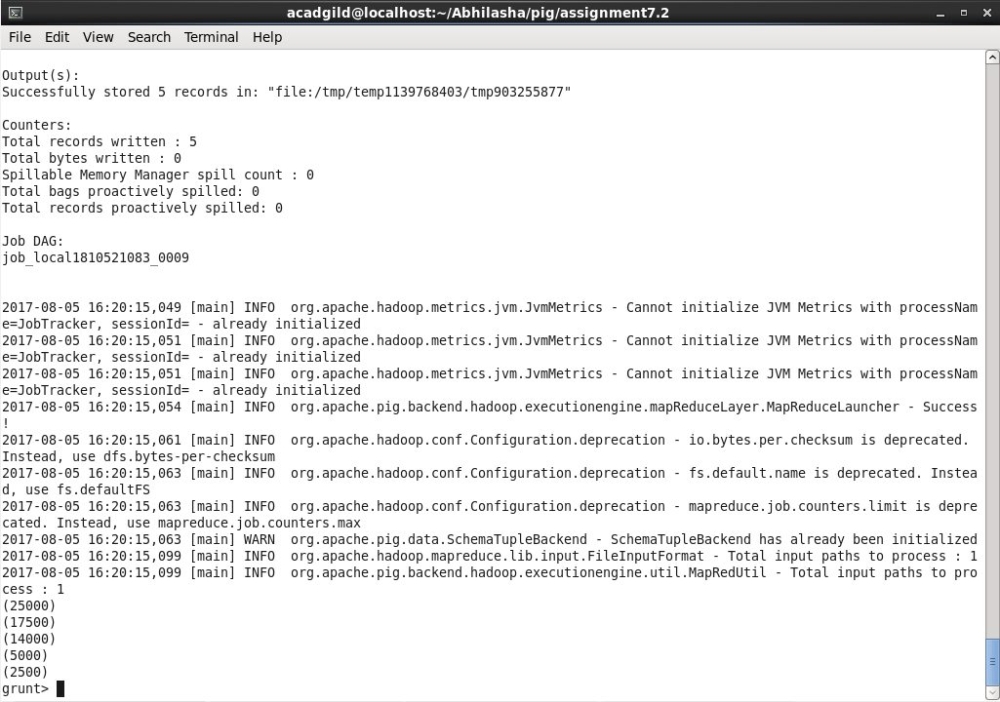 acadgild@localhost:~/Abhilasha/pig/assignment7.2
File Edit View Search Terminal Help
Output(s):
Successfully stored 5 records in: "file:/tmp/temp1139768403/tmp903255877"
Counters:
Total records written : 5
Total bytes written : 0
Spillable Memory Manager spill count : 0
Total bags proactively spilled: 0
Total records proactively spilled: 0
Job DAG:
job_local1810521083_0009
2017-08-05 16:20:15,049 [main] INFO  org.apache.hadoop.metrics.jvm.JvmMetrics - Cannot initialize JVM Metrics with processNam
e=JobTracker, sessionId= - already initialized
2017-08-05 16:20:15,051 [main] INFO  org.apache.hadoop.metrics.jvm.JvmMetrics - Cannot initialize JVM Metrics with processNam
e=JobTracker, sessionId= - already initialized
2017-08-05 16:20:15,051 [main] INFO  org.apache.hadoop.metrics.jvm.JvmMetrics - Cannot initialize JVM Metrics with processNam
e=JobTracker, sessionId= - already initialized
2017-08-05 16:20:15,054 [main] INFO  org.apache.pig.backend.hadoop.executionengine.mapReduceLayer.MapReduceLauncher - Success
!
2017-08-05 16:20:15,061 [main] INFO  org.apache.hadoop.conf.Configuration.deprecation - io.bytes.per.checksum is deprecated.
Instead, use dfs.bytes-per-checksum
2017-08-05 16:20:15,063 [main] INFO  org.apache.hadoop.conf.Configuration.deprecation - fs.default.name is deprecated. Instea
d, use fs.defaultFS
2017-08-05 16:20:15,063 [main] INFO  org.apache.hadoop.conf.Configuration.deprecation - mapreduce.job.counters.limit is depre
cated. Instead, use mapreduce.job.counters.max
2017-08-05 16:20:15,063 [main] WARN  org.apache.pig.data.SchemaTupleBackend - SchemaTupleBackend has already been initialized
2017-08-05 16:20:15,099 [main] INFO  org.apache.hadoop.mapreduce.lib.input.FileInputFormat - Total input paths to process : 1
2017-08-05 16:20:15,099 [main] INFO  org.apache.pig.backend.hadoop.executionengine.util.MapRedUtil - Total input paths to pro
cess : 1
(25000)
(17500)
(14000)
(5000)
(2500)
grunt>